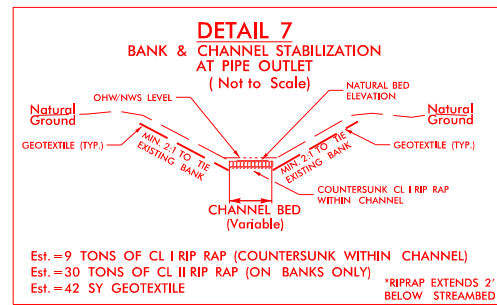 DETAIL 7
BANK & CHANNEL STABILIZATION
AT PIPE OUTLET
( Not to Scale)
OHW/NWS LEVEL
NATURAL BED
ELEVATION
Natural
Ground
Natural
Ground
GEOTEXTILE (TYP.)
GEOTEXTILE (TYP.)
MIN. 2:1 TO TIE
EXISTING BANK
MIN. 2:1 TO TIE
EXISTING BANK
COUNTERSUNK CL I RIP RAP
WITHIN CHANNEL
CHANNEL BED
(Variable)
Est. = 9 TONS OF CL I RIP RAP (COUNTERSUNK WITHIN CHANNEL)
Est. = 30 TONS OF CL II RIP RAP (ON BANKS ONLY)
Est. = 42 SY GEOTEXTILE
*RIPRAP EXTENDS 2'
BELOW STREAMBED